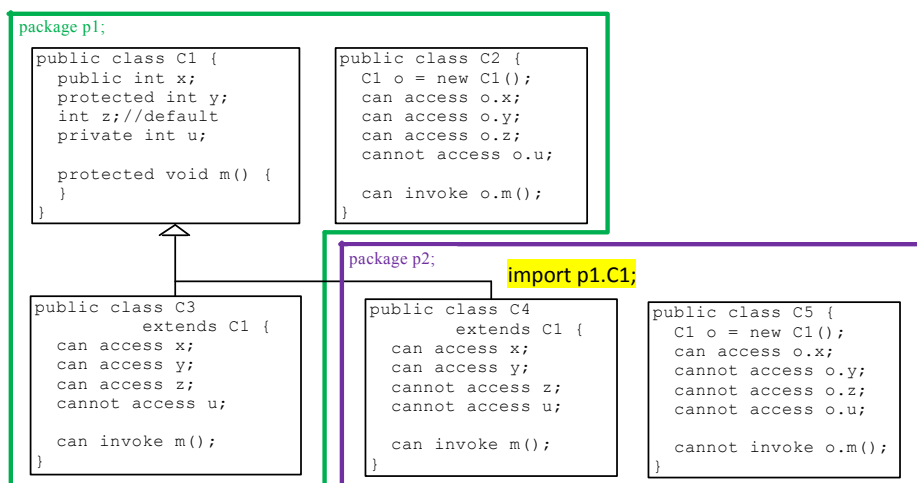 package p1;
public class C1 {
public int x;
protected int y;
int z;//default
private int u;
protected void m() {
}
}
public class C2 {
C1 o = new C1();
can access o.x;
can access o.y;
can access o.z;
cannot access o.u;
can invoke o.m();
}
package p2;
import p1.C1;
public class C3
extends C1 {
can access x;
can access y;
can access z;
cannot access u;
can invoke m();
}
public class C4
extends C1 {
can access x;
can access y;
cannot access z;
cannot access u;
can invoke m();
}
public class C5 {
C1 o = new C1();
can access o.x;
cannot access o.y;
cannot access o.z;
cannot access o.u;
cannot invoke o.m();
}